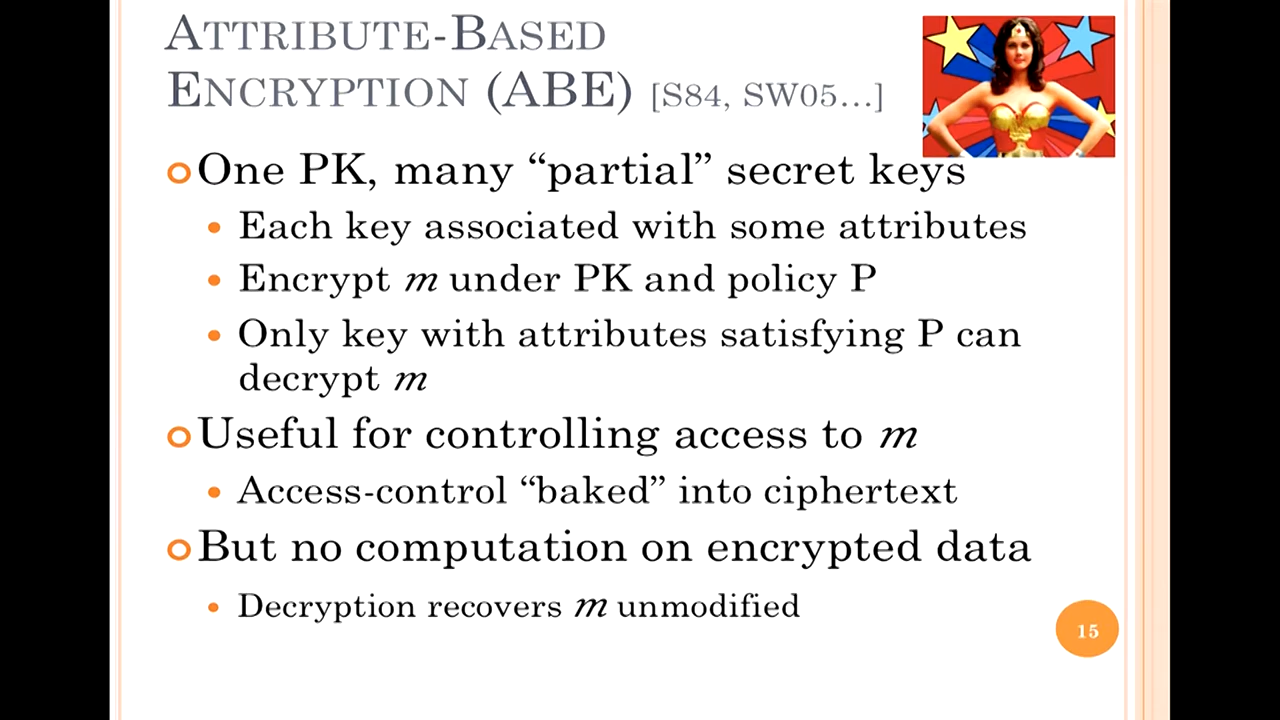 ATTRIBUTE-BASED
ENCRYPTION (ABE) [S84, SW05...]
One PK, many “partial” secret keys
Each key associated with some attributes
Encrypt m under PK and policy P
Only key with attributes satisfying P can
decrypt m
Useful for controlling access to m
Access-control “baked” into ciphertext
But no computation on encrypted data
Decryption recovers m unmodified
15